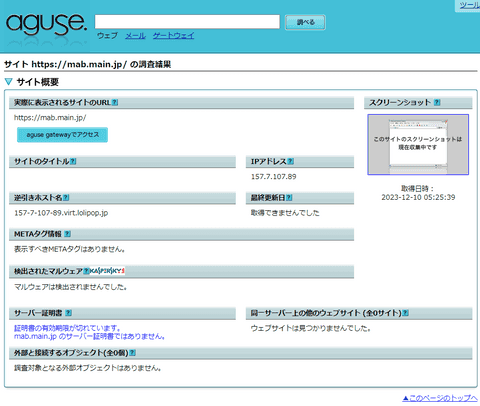 ツール
aguse.
調べる
ウェブ メール ゲートウェイ
サイト https://mab.main.jp/ の調査結果
サイト概要
実際に表示されるサイトのURL ?
https://mab.main.jp/
aguse gatewayでアクセス
スクリーンショット ?
このサイトのスクリーンショットは
現在収集中です
取得日時：
2023-12-10 05:25:39
サイトのタイトル ?
IPアドレス ?
157.7.107.89
逆引きホスト名 ?
157-7-107-89.virt.lolipop.jp
最終更新日 ?
取得できませんでした
METAタグ情報 ?
表示すべきMETAタグはありません。
検出されたマルウェア ? KASPERSKY
マルウェアは検出されませんでした。
サーバー証明書 ?
証明書の有効期限が切れています。
mab.main.jp のサーバー証明書ではありません。
同一サーバー上の他のウェブサイト (全0サイト) ?
ウェブサイトは見つかりませんでした。
外部と接続するオブジェクト(全0個) ?
調査対象となる外部オブジェクトはありません。
▲このページのトップへ